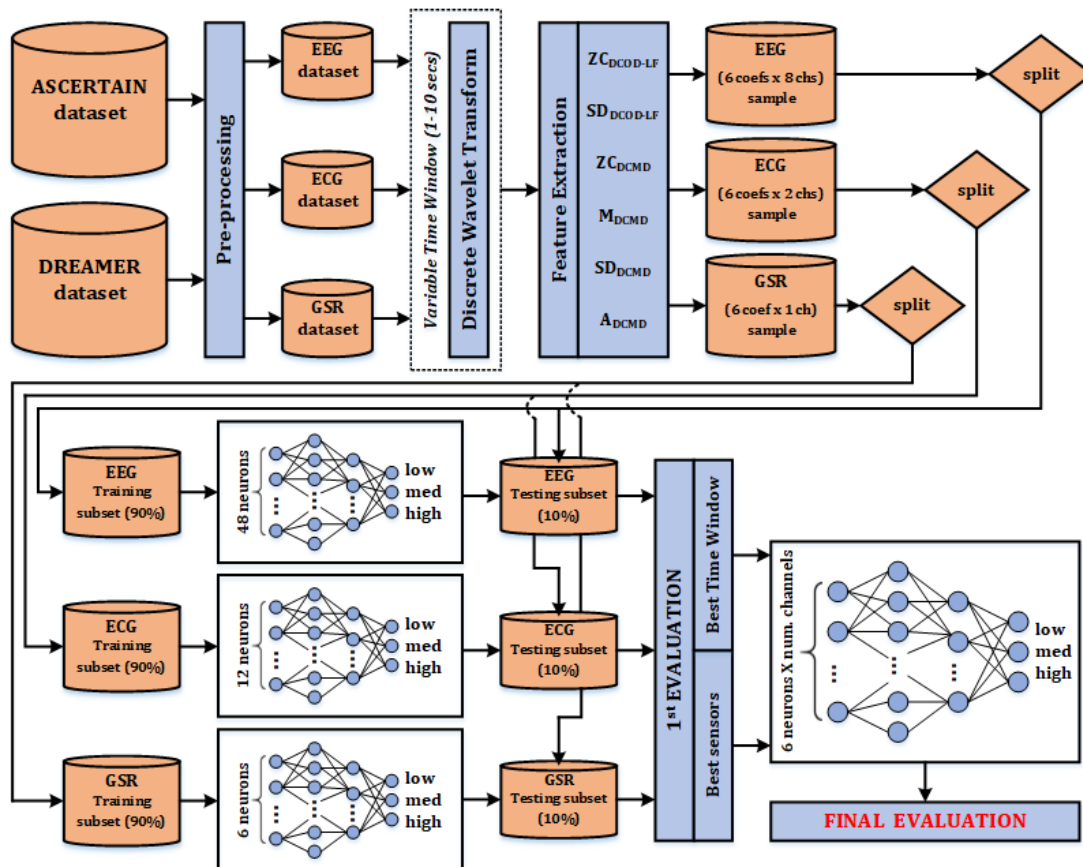 ASCERTAIN
dataset
DREAMER
dataset
Pre-processing
EEG
dataset
ECG
dataset
GSR
dataset
Variable Time Window (1-10 secs)
Discrete Wavelet Transform
Feature Extraction
ZCDCOD-LF
SDDCOD-LF
ZCDCMD
MDCMD
SDDCMD
ADCMD
EEG
(6 coefs x 8 chs)
sample
ECG
(6 coefs x 2 chs)
sample
GSR
(6 coef x 1 ch)
sample
split
split
split
EEG
Training
subset (90%)
48 neurons
low
med
high
EEG
Testing subset
(10%)
ECG
Training
subset (90%)
12 neurons
low
med
high
ECG
Testing subset
(10%)
GSR
Training
subset (90%)
6 neurons
low
med
high
GSR
Testing subset
(10%)
1st EVALUATION
Best Time Window
Best sensors
6 neurons X num. channels
low
med
high
FINAL EVALUATION